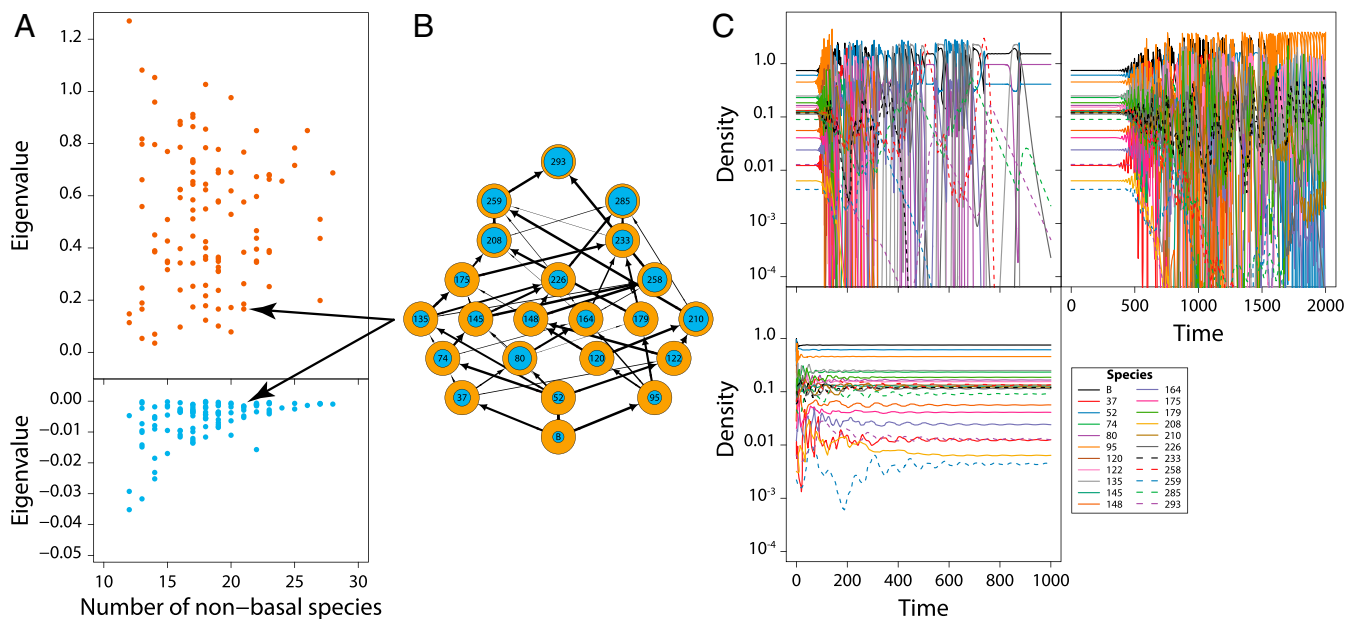 A
B
C
1.2
1.0
0.8
0.6
0.4
0.2
0.0
Eigenvalue
0.00
−0.01
−0.02
−0.03
−0.04
−0.05
Eigenvalue
10 15 20 25 30
Number of non−basal species
293
259 285
208 233
175 226 258
135 145 148 164 179 210
74 80 120 122
37 52 95
B
Density
1.0
0.1
0.01
10-3
10-4
0 500 1000 1500 2000
Time
Density
1.0
0.1
0.01
10-3
10-4
0 200 400 600 800 1000
Time
Species
B 164
37 175
52 179
74 208
80 210
95 226
120 233
122 258
135 259
145 285
148 293